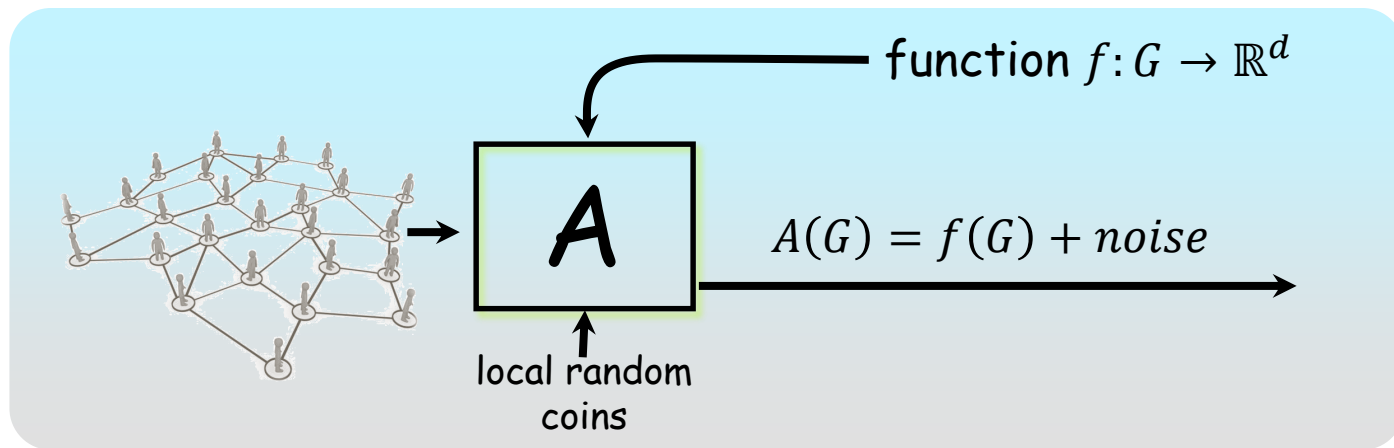 function f: G → ℝ^d
A
A(G) = f(G) + noise
local random
coins